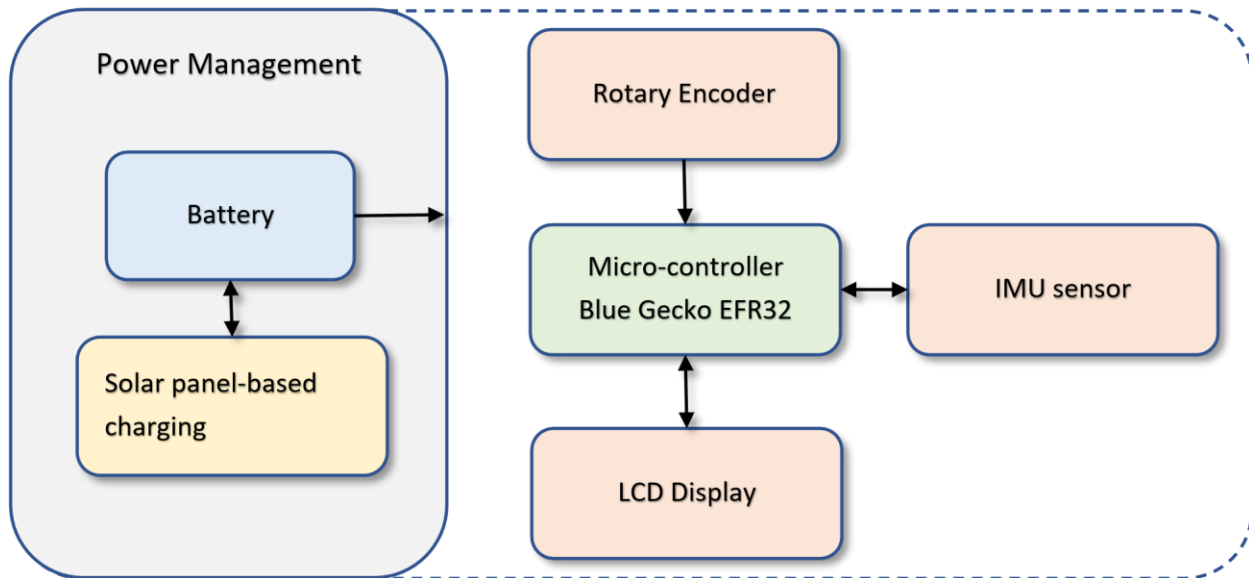 Power Management
Battery
Solar panel-based
charging
Rotary Encoder
Micro-controller
Blue Gecko EFR32
IMU sensor
LCD Display